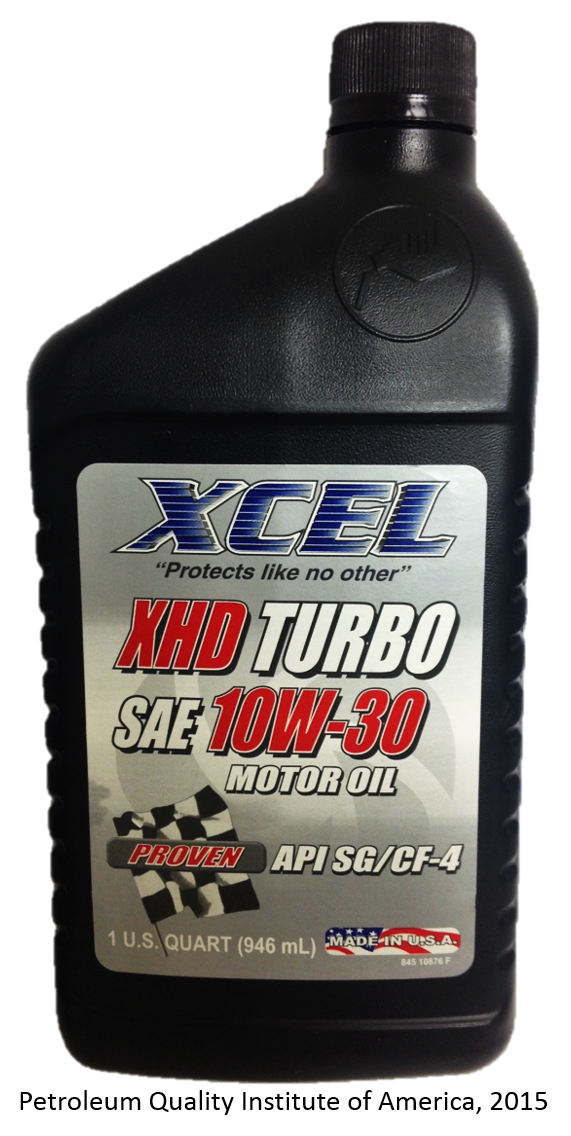 XCEL
“Protects like no other”
XHD TURBO
SAE 10W-30
MOTOR OIL
PROVEN API SG/CF-4
1 U.S. QUART (946 mL) MADE IN U.S.A.
845 10876 F
Petroleum Quality Institute of America, 2015